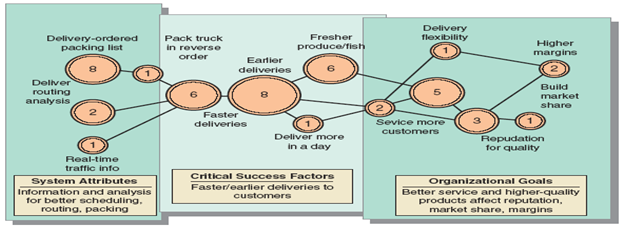 Delivery-ordered
packing list
8
1
Deliver
routing
analysis
2
1
Real-time
traffic info
System Attributes
Information and analysis
for better scheduling,
routing, packing
Pack truck
in reverse
order
6
Faster
deliveries
Earlier
deliveries
8
Fresher
produce/fish
6
1
Deliver more
in a day
Critical Success Factors
Faster/earlier deliveries to
customers
2
Sevice more
customers
Delivery
flexibility
1
5
3
Repudation
for quality
1
Higher
margins
2
Build
market
share
Organizational Goals
Better service and higher-quality
products affect reputation,
market share, margins